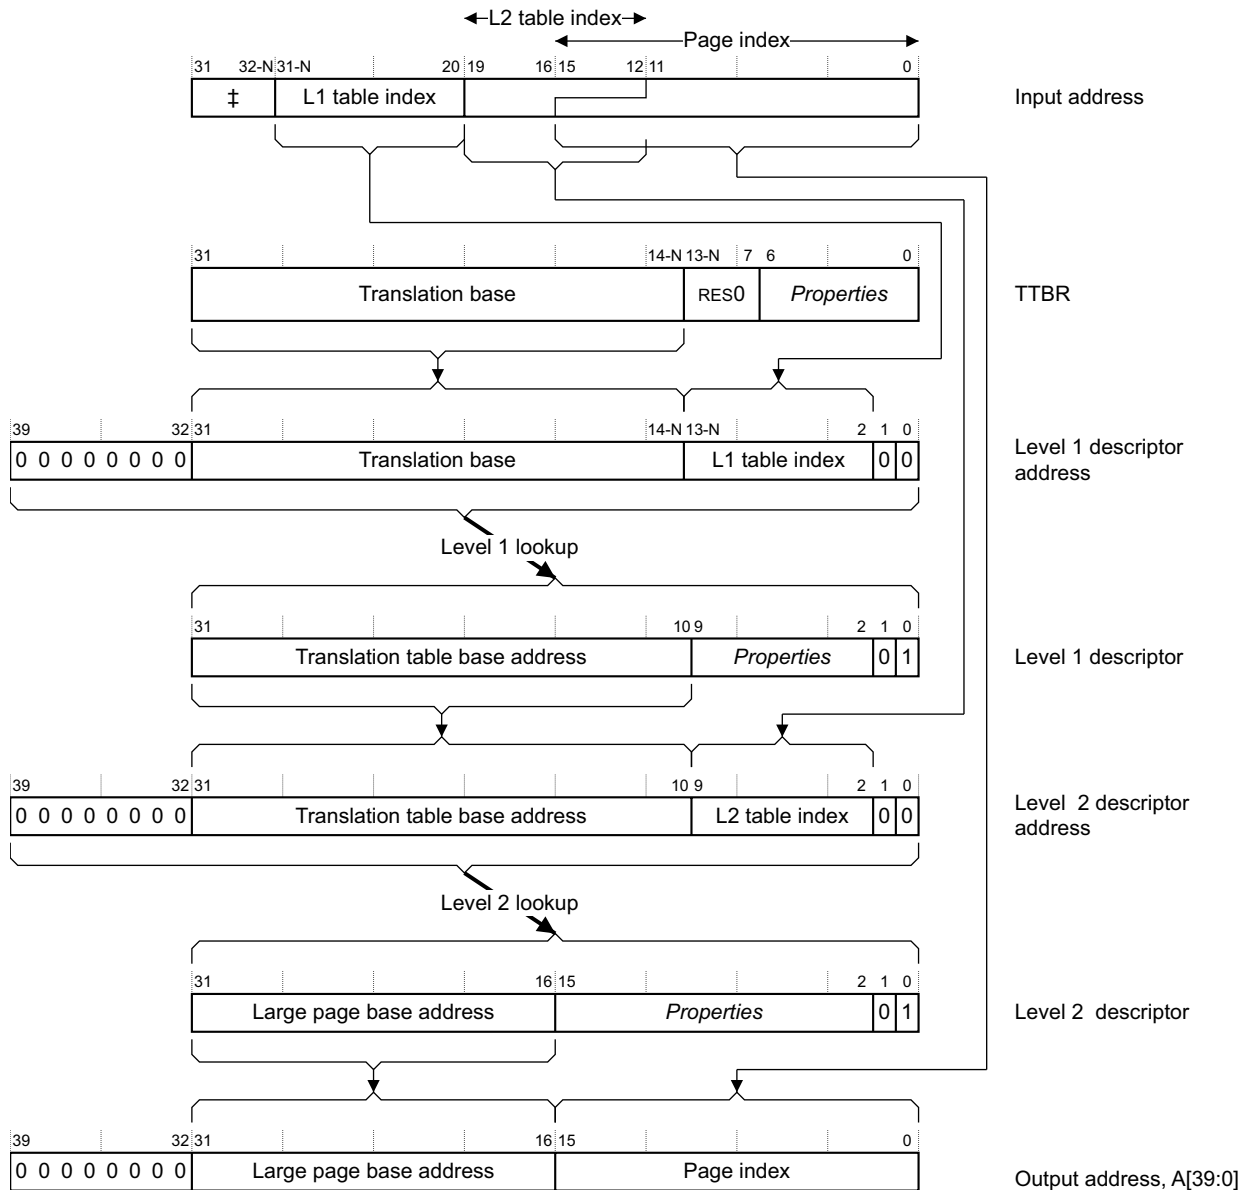 L2 table index
Page index
31 32-N 31-N 20 19 16 15 12 11 0
‡ L1 table index Input address
31 14-N 13-N 7 6 0
Translation base RES0 Properties TTBR
39 32 31 14-N 13-N 2 1 0
0 0 0 0 0 0 0 0 Translation base L1 table index 0 0 Level 1 descriptor
address
Level 1 lookup
31 10 9 2 1 0
Translation table base address Properties 0 1 Level 1 descriptor
39 32 31 10 9 2 1 0
0 0 0 0 0 0 0 0 Translation table base address L2 table index 0 0 Level 2 descriptor
address
Level 2 lookup
31 16 15 2 1 0
Large page base address Properties 0 1 Level 2 descriptor
39 32 31 16 15 0
0 0 0 0 0 0 0 0 Large page base address Page index Output address, A[39:0]